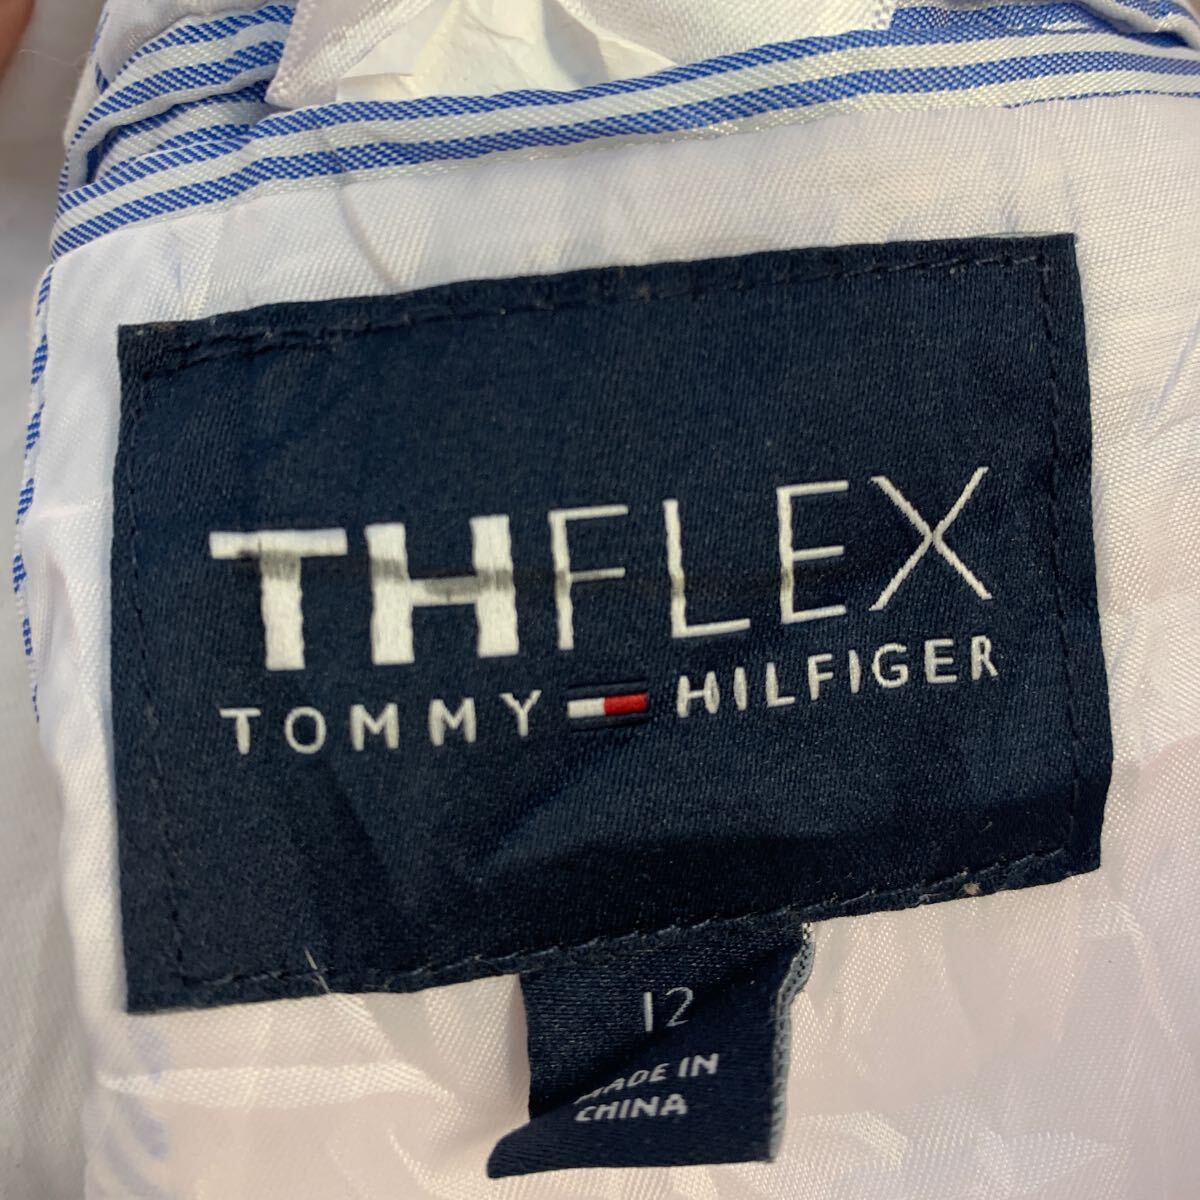 THFLEX
TOMMY HILFIGER
12
MADE IN
CHINA